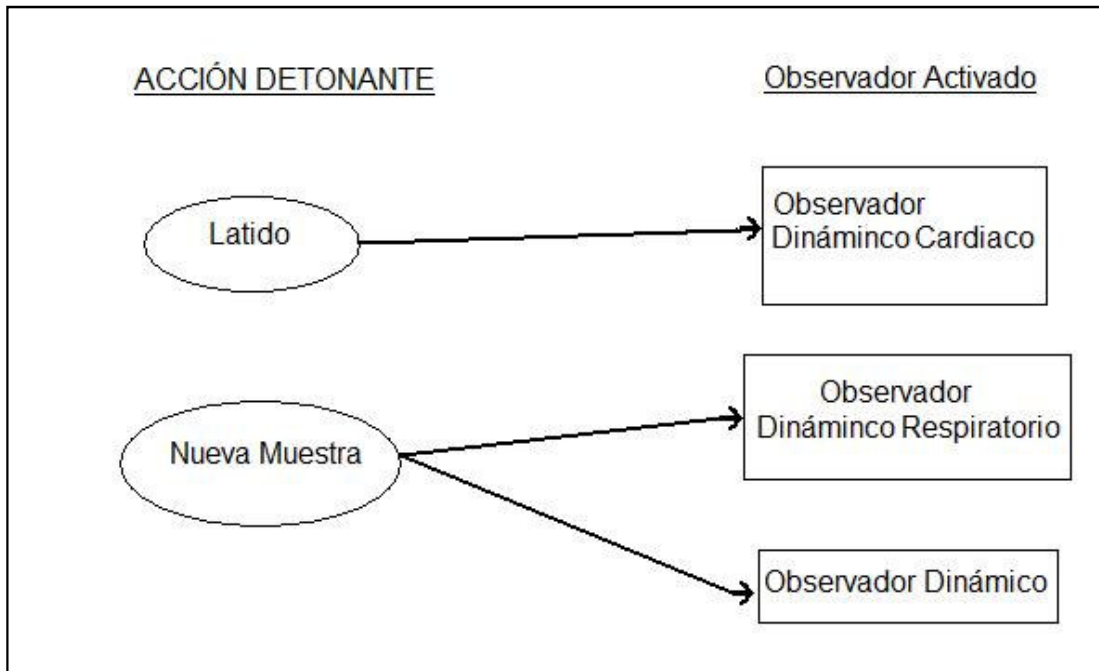 ACCIÓN DETONANTE
Observador Activado
Latido
Observador
Dináminco Cardiaco
Nueva Muestra
Observador
Dináminco Respiratorio
Observador Dinámico